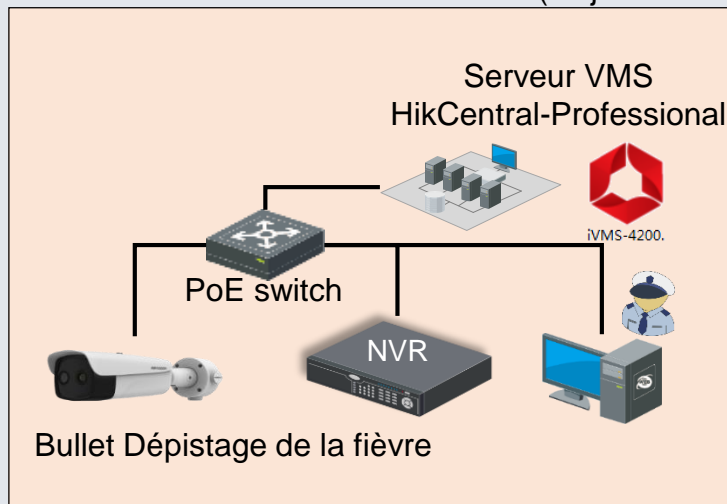 Serveur VMS
HikCentral-Professional
iVMS-4200.
PoE switch
NVR
Bullet Dépistage de la fièvre